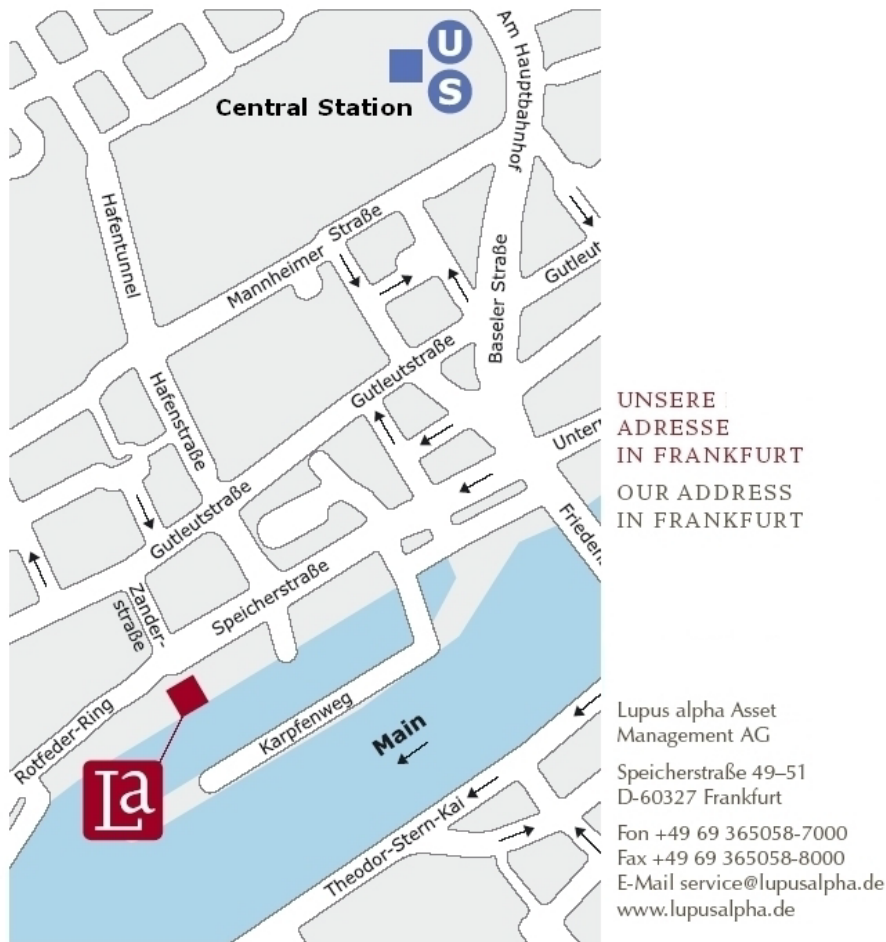 U
S
Central Station
Am Hauptbahnhof
Hafentunnel
Mannheimer Straße
Baseler Straße
Gutleut
Gutleutstraße
Hafenstraße
Untern
Gutleutstraße
Friedens
Zander-
straße
Speicherstraße
Rotfeder-Ring
Karpfenweg
Main
La
Theodor-Stern-Kai
UNSERE
ADRESSE
IN FRANKFURT
OUR ADDRESS
IN FRANKFURT
Lupus alpha Asset
Management AG
Speicherstraße 49–51
D-60327 Frankfurt
Fon +49 69 365058-7000
Fax +49 69 365058-8000
E-Mail service@lupusalpha.de
www.lupusalpha.de